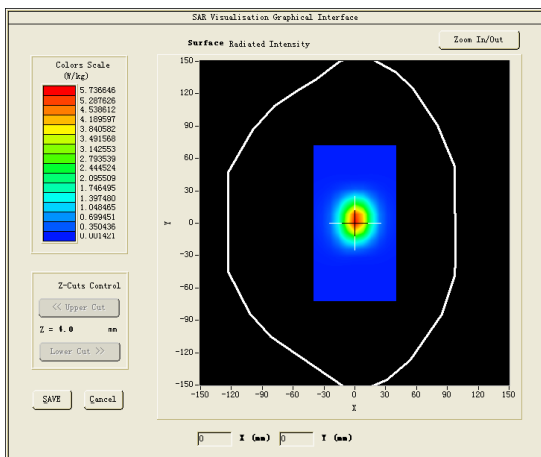 SAR Visualisation Graphical Interface
Surface Radiated Intensity
Zoom In/Out
Colors Scale
(W/kg)
5.736646
5.287626
4.538612
4.189597
3.840582
3.491568
3.142553
2.793539
2.444524
2.095509
1.746495
1.397480
1.048465
0.699451
0.350436
0.001421
Z-Cuts Control
<< Upper Cut
Z = 4.0 mm
Lower Cut >>
SAVE
Cancel
150
120
90
60
30
0
-30
-60
-90
-120
-150
Y
-150 -120 -90 -60 -30 0 30 60 90 120 150
X
0 X (mm) 0 Y (mm)